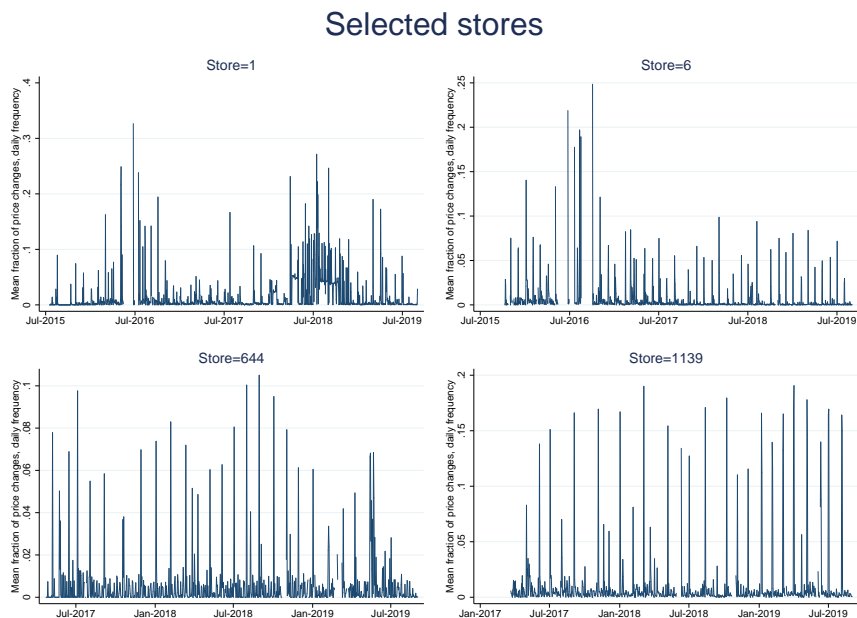 Selected stores
Store=1
Mean fraction of price changes, daily frequency
.4
.3
.2
.1
0
Jul-2015 Jul-2016 Jul-2017 Jul-2018 Jul-2019
Store=6
Mean fraction of price changes, daily frequency
.25
.2
.15
.1
.05
0
Jul-2015 Jul-2016 Jul-2017 Jul-2018 Jul-2019
Store=644
Mean fraction of price changes, daily frequency
.1
.08
.06
.04
.02
0
Jul-2017 Jan-2018 Jul-2018 Jan-2019 Jul-2019
Store=1139
Mean fraction of price changes, daily frequency
.2
.15
.1
.05
0
Jan-2017 Jul-2017 Jan-2018 Jul-2018 Jan-2019 Jul-2019